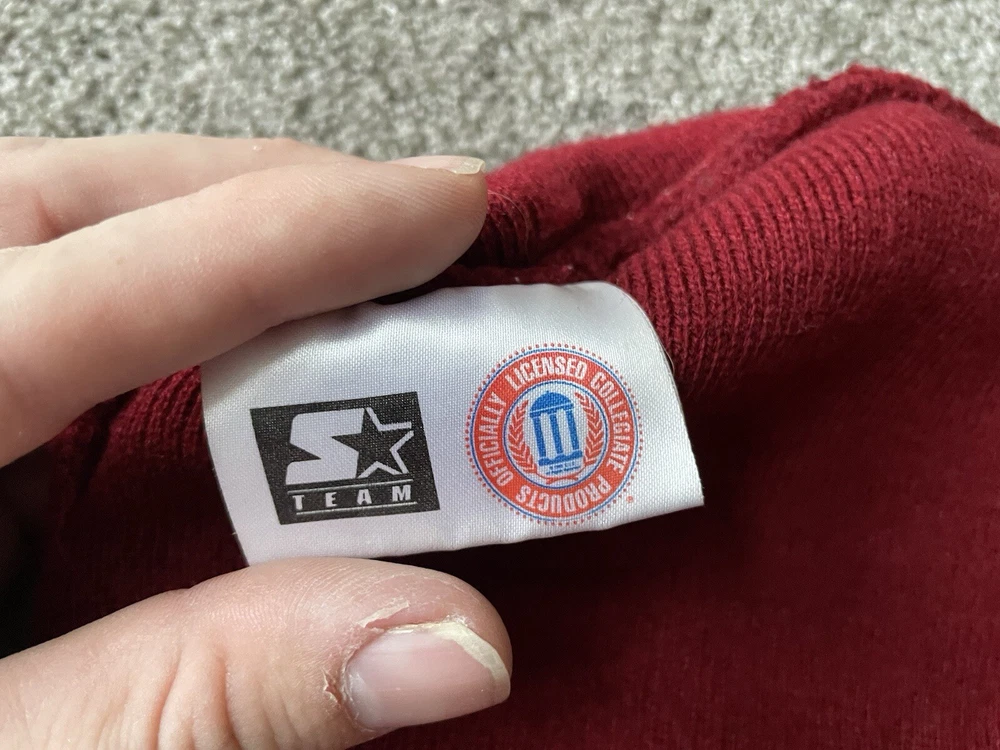 TEAM
OFFICIALLY LICENSED COLLEGIATE PRODUCTS